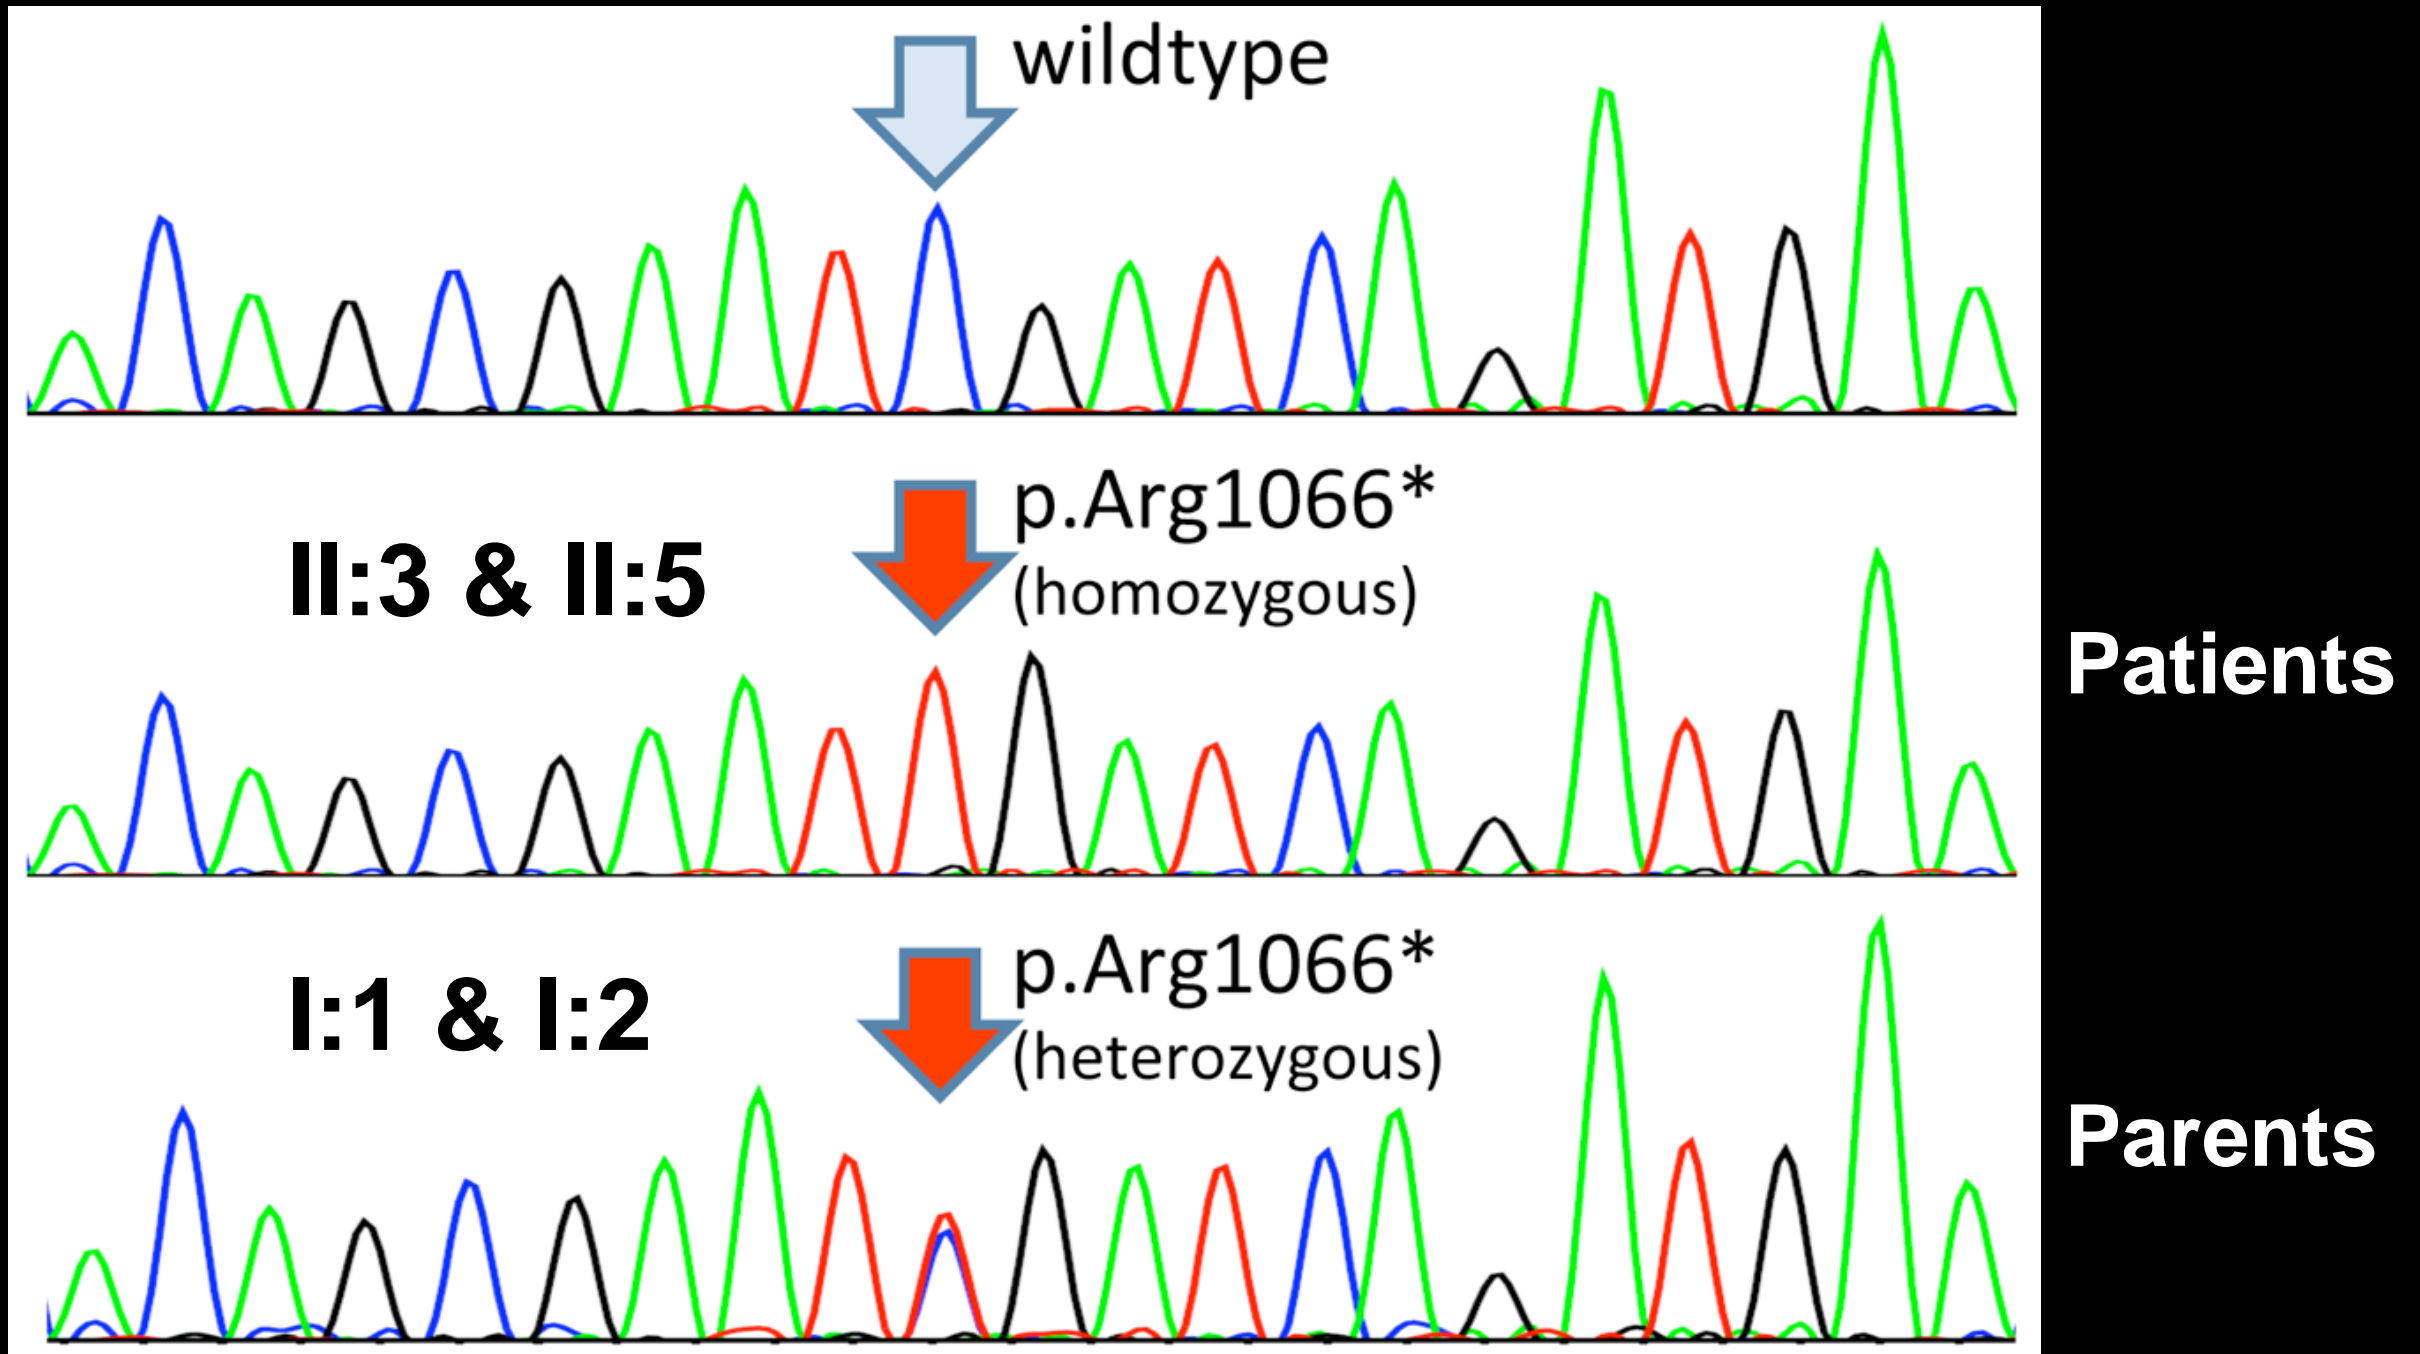 wildtype
p.Arg1066*
II:3 & II:5
(homozygous)
Patients
p.Arg1066*
I:1 & I:2
(heterozygous)
Parents